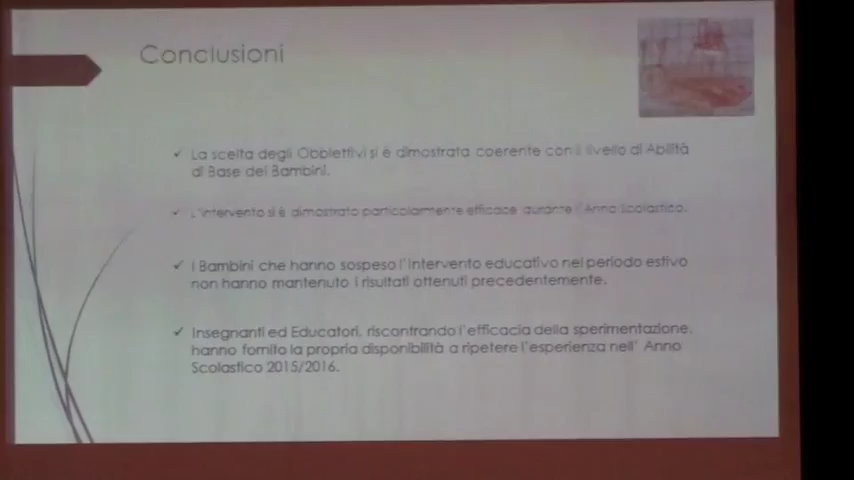 Conclusioni
La scelta degli Obbiettivi si è dimostrata coerente con il livello di Abilità
di Base dei Bambini.
L'intervento si è dimostrato particolarmente efficace durante l'Anno Scolastico.
I Bambini che hanno sospeso l'intervento educativo nel periodo estivo
non hanno mantenuto i risultati ottenuti precedentemente.
Insegnanti ed Educatori, riscontrando l'efficacia della sperimentazione,
hanno fornito la propria disponibilità a ripetere l'esperienza nell' Anno
Scolastico 2015/2016.